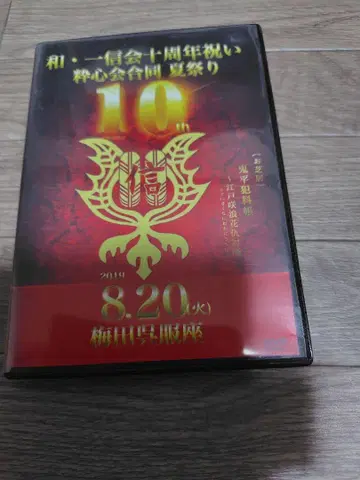 和・一信会十周年祝い
粋心会合同 夏祭り
10th
【お芝居】
鬼平犯科帳
2019
8.20(火)
梅田呉服座